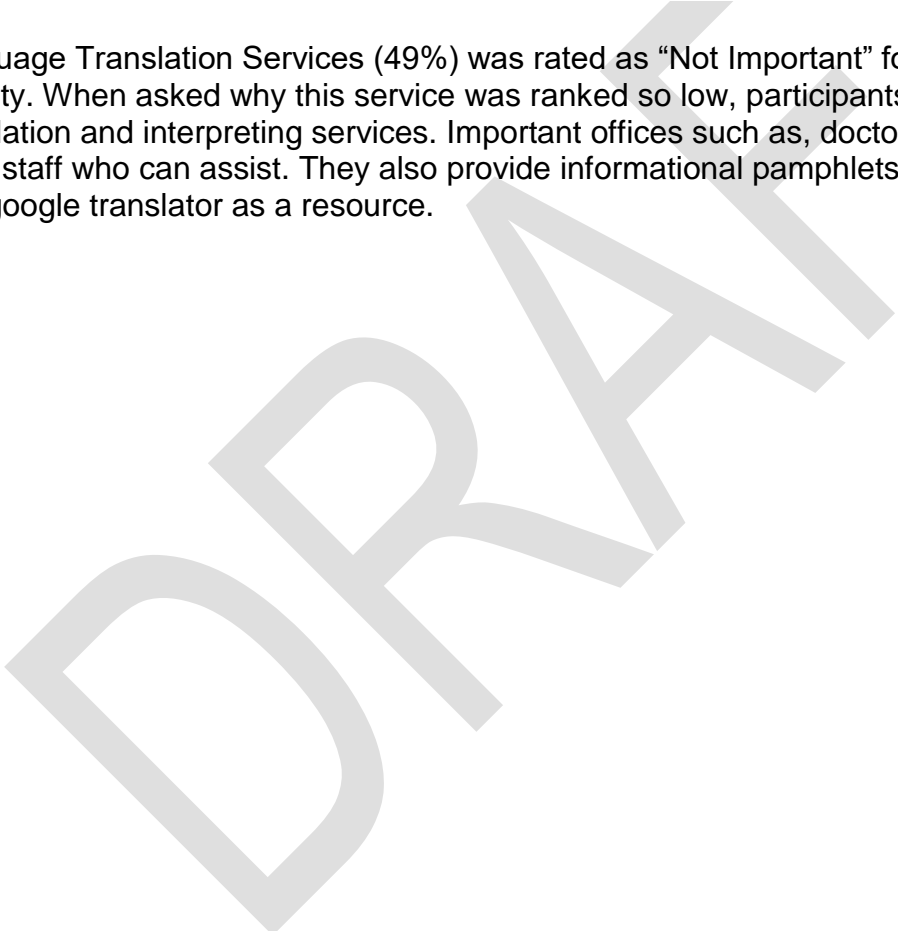 uage Translation Services (49%) was rated as “Not Important” fo
ty. When asked why this service was ranked so low, participants
lation and interpreting services. Important offices such as, docto
staff who can assist. They also provide informational pamphlets
google translator as a resource.
DRAF